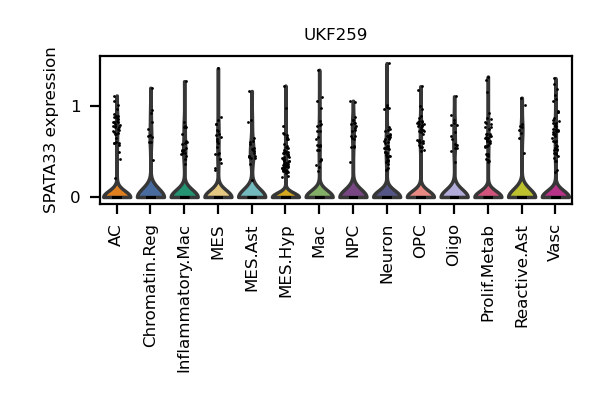 UKF259
SPATA33 expression
1
0
AC
Chromatin.Reg
Inflammatory.Mac
MES
MES.Ast
MES.Hyp
Mac
NPC
Neuron
OPC
Oligo
Prolif.Metab
Reactive.Ast
Vasc